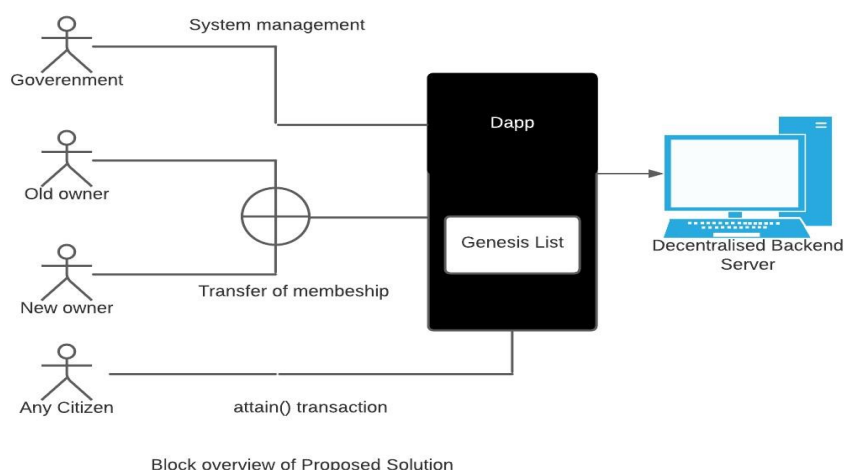 System management
Goverenment
Dapp
Old owner
Genesis List
Decentralised Backend
Server
New owner
Transfer of membeship
Any Citizen
attain() transaction
Block overview of Proposed Solution